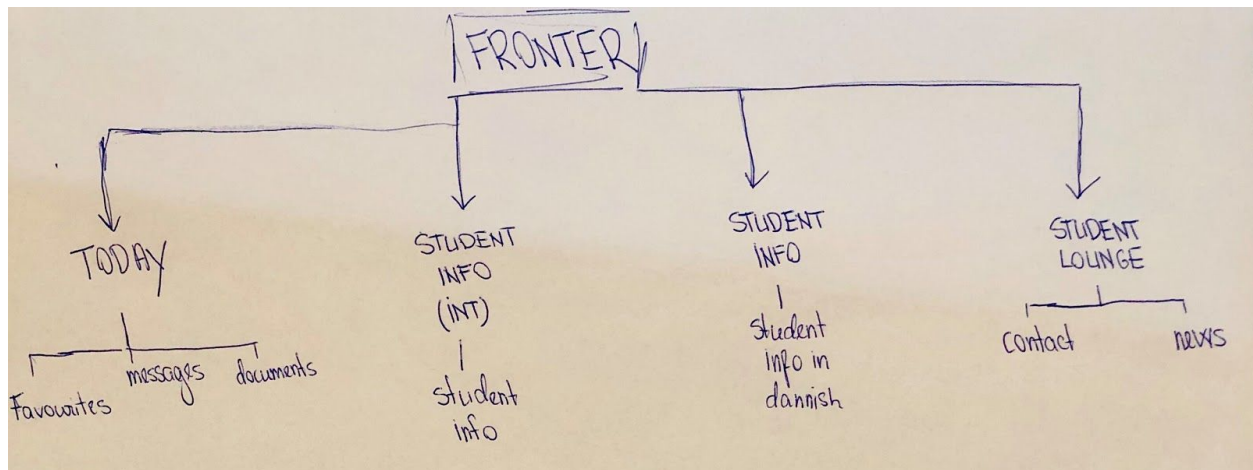 FRONTER
TODAY
Favourites
messages
documents
STUDENT
INFO
(INT)
student
info
STUDENT
INFO
student
info in
dannish
STUDENT
LOUNGE
contact
news